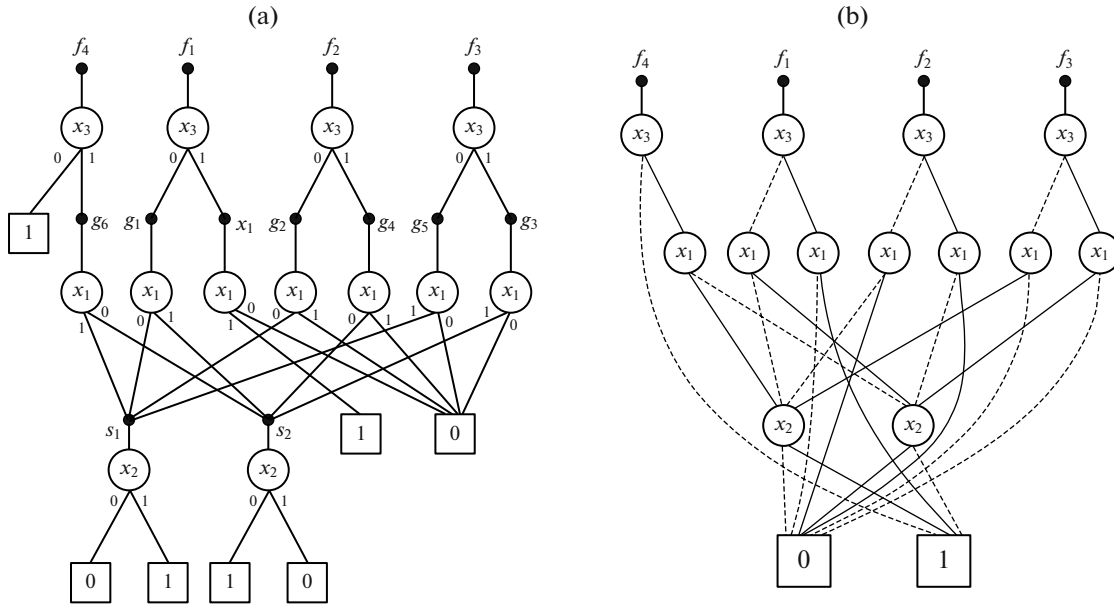 (a) (b)
f4 f1 f2 f3
f4 f1 f2 f3
x3 x3 x3 x3
x3 x3 x3 x3
0 1 0 1 0 1 0 1
1 g6 g1 x1 g2 g4 g5 g3
x1 x1 x1 x1 x1 x1 x1
x1 x1 x1 x1 x1 x1 x1
1 0 0 1 1 0 0 1 0 1 1 0 1 0
s1 s2 1 0
x2 x2
x2 x2
0 1 0 1
0 1 1 0
0 1